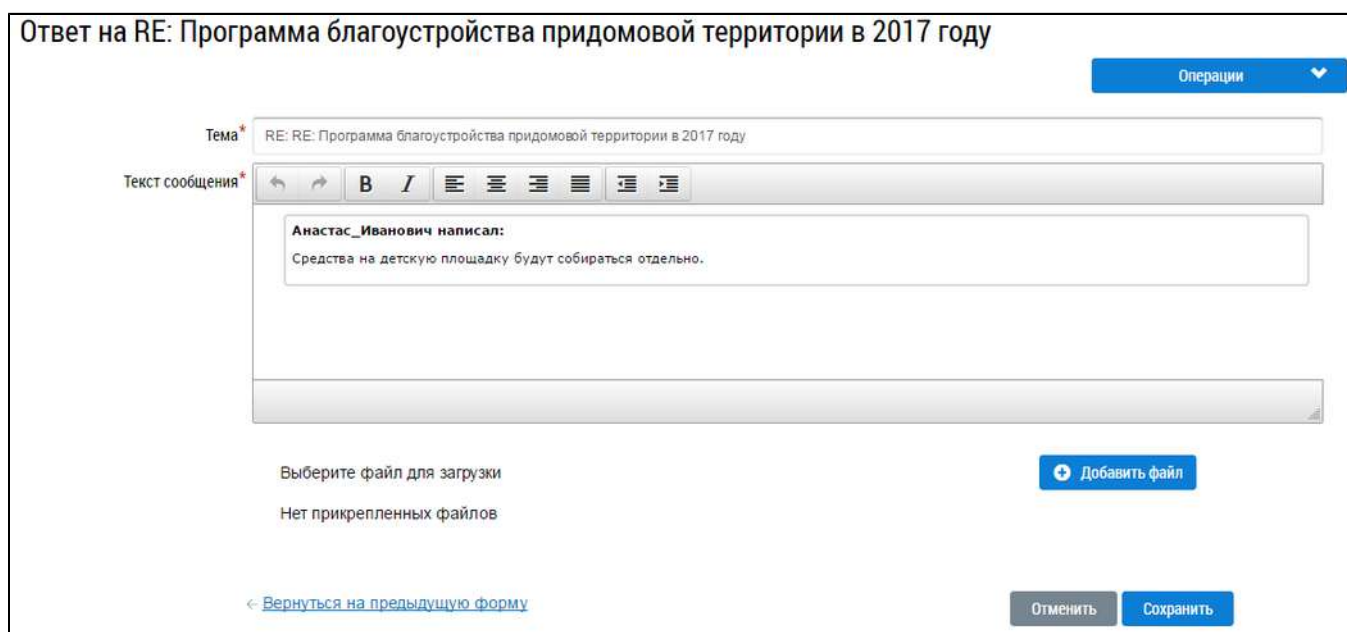 Ответ на RE: Программа благоустройства придомовой территории в 2017 году
Операции
Тема*
RE: RE: Программа благоустройства придомовой территории в 2017 году
Текст сообщения*
B I
Анастас_Иванович написал:
Средства на детскую площадку будут собираться отдельно.
Выберите файл для загрузки
Добавить файл
Нет прикрепленных файлов
← Вернуться на предыдущую форму
Отменить
Сохранить